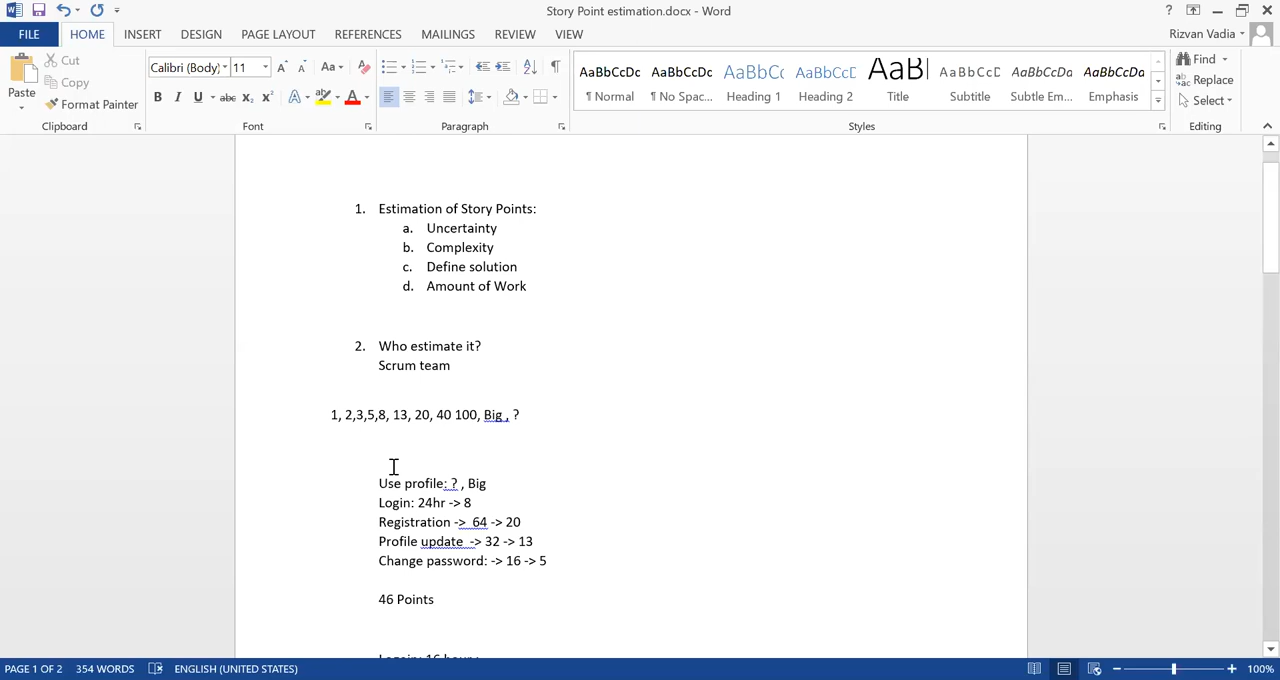 Story Point estimation.docx - Word
?
FILE HOME INSERT DESIGN PAGE LAYOUT REFERENCES MAILINGS REVIEW VIEW Rizvan Vadia
Paste
Cut
Copy
Format Painter
Clipboard
Calibri (Body) 11 Aa
B I U abc X2 X2 A A
Font
Paragraph
AaBbCcDc AaBbCcDc AaBbCc AaBbCcD AaBb AaBbCcD AaBbCcDa AaBbCcDa
¶ Normal ¶ No Spac... Heading 1 Heading 2 Title Subtitle Subtle Em... Emphasis
Styles
Find
Replace
Select
Editing
1. Estimation of Story Points:
a. Uncertainty
b. Complexity
c. Define solution
d. Amount of Work
2. Who estimate it?
Scrum team
1, 2,3,5,8, 13, 20, 40 100, Big , ?
Use profile: ? , Big
Login: 24hr -> 8
Registration -> 64 -> 20
Profile update -> 32 -> 13
Change password: -> 16 -> 5
46 Points
PAGE 1 OF 2 354 WORDS ENGLISH (UNITED STATES) 100%